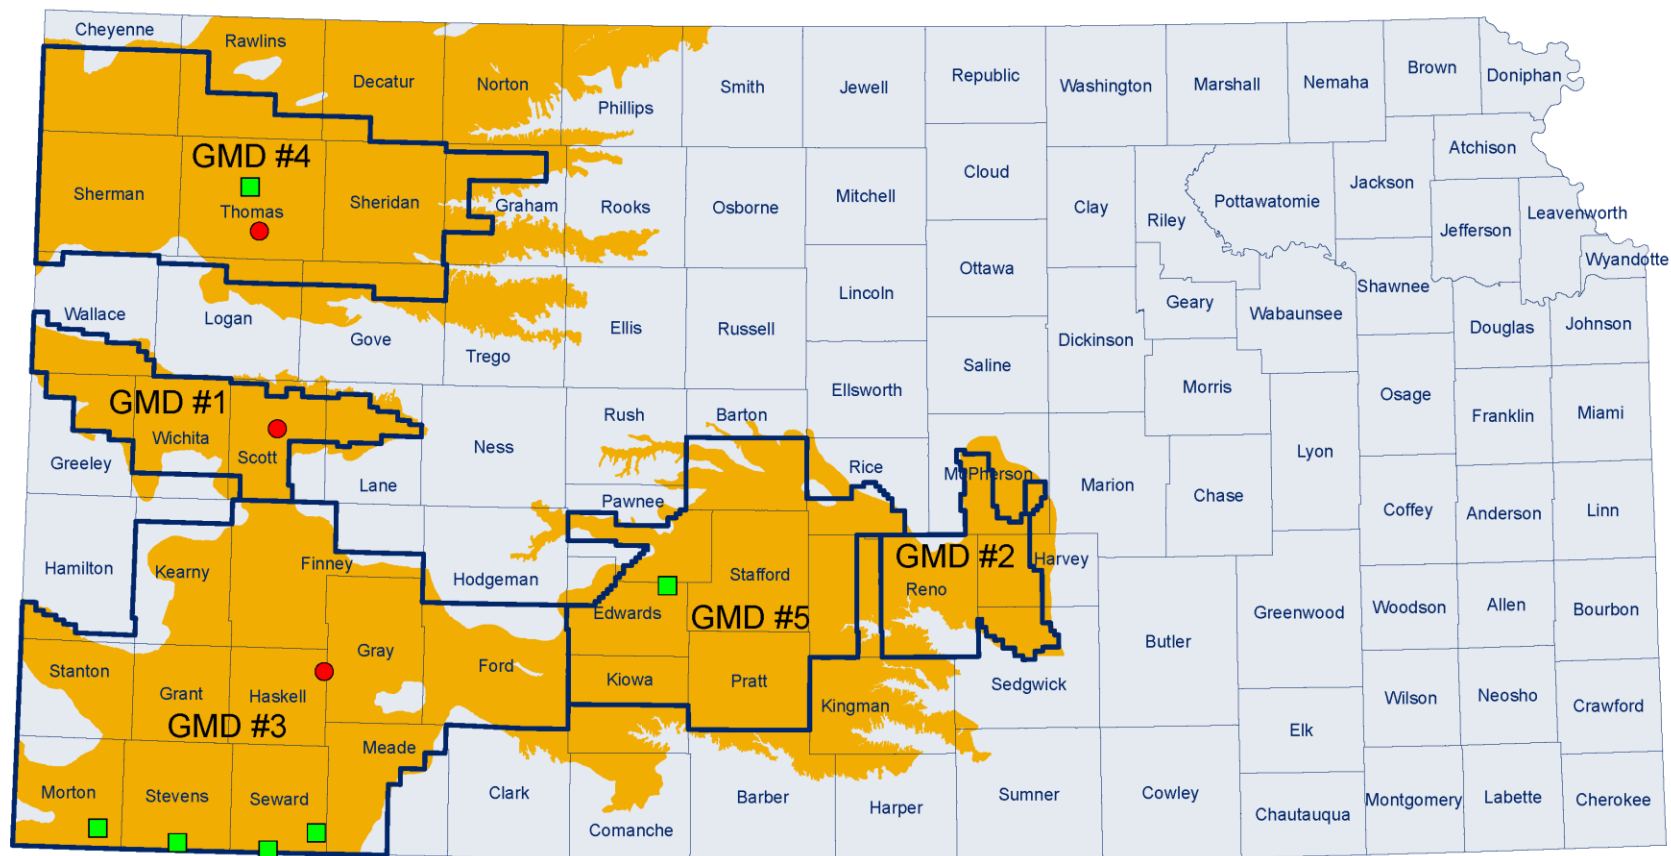 Cheyenne
Rawlins
Decatur
Norton
Phillips
Smith
Jewell
Republic
Washington
Marshall
Nemaha
Brown
Doniphan
Atchison
GMD #4
Sherman
Thomas
Sheridan
Graham
Rooks
Osborne
Mitchell
Cloud
Clay
Riley
Pottawatomie
Jackson
Jefferson
Leavenworth
Wyandotte
Wallace
Logan
Gove
Trego
Ellis
Russell
Lincoln
Ottawa
Saline
Dickinson
Geary
Wabaunsee
Shawnee
Douglas
Johnson
GMD #1
Wichita
Scott
Greeley
Lane
Ness
Rush
Barton
Ellsworth
Rice
McPherson
Marion
Morris
Chase
Lyon
Osage
Franklin
Miami
Coffey
Anderson
Linn
Pawnee
Hamilton
Kearny
Finney
Hodgeman
Edwards
Stafford
GMD #5
GMD #2
Reno
Harvey
Butler
Greenwood
Woodson
Allen
Bourbon
Stanton
Grant
Haskell
GMD #3
Gray
Ford
Kiowa
Pratt
Kingman
Sedgwick
Wilson
Neosho
Crawford
Elk
Meade
Morton
Stevens
Seward
Clark
Comanche
Barber
Harper
Sumner
Cowley
Chautauqua
Montgomery
Labette
Cherokee